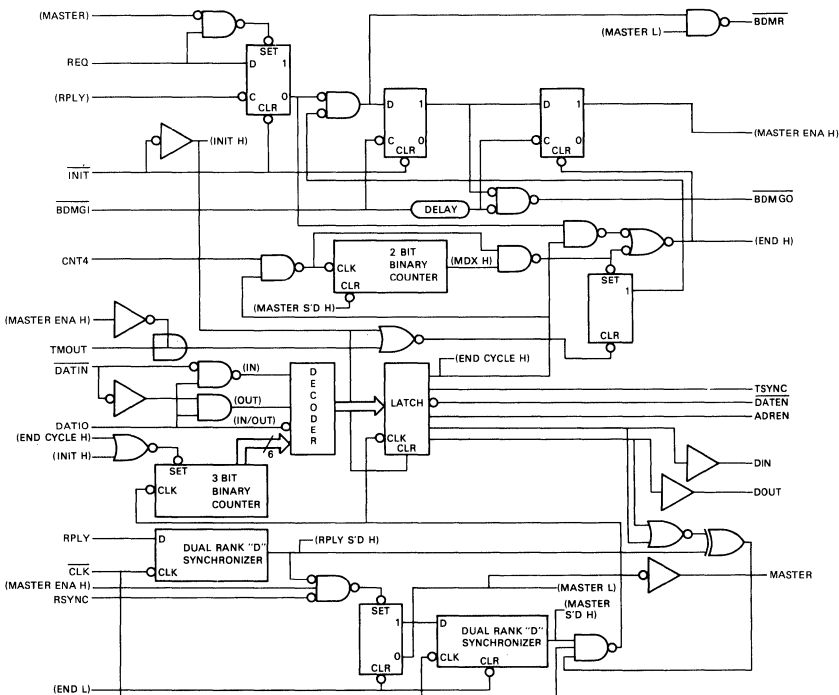 (MASTER)
BDMR
(MASTER L)
SET
REQ
D 1
(RPLY)
C 0
CLR
D 1
C 0
CLR
D 1
C 0
CLR
(MASTER ENA H)
(INIT H)
INIT
BDMGI
DELAY
BDMGO
(END H)
CNT4
CLK
2 BIT
BINARY
COUNTER
CLR
(MDX H)
(MASTER S'D H)
SET
1
CLR
(MASTER ENA H)
TMOUT
(END CYCLE H)
DATIN
(IN)
DECODER
LATCH
TSYNC
DATEN
ADREN
(OUT)
DATIO
(IN/OUT)
CLK
CLR
(END CYCLE H)
(INIT H)
6
SET
CLK
3 BIT
BINARY
COUNTER
DIN
DOUT
RPLY
D
DUAL RANK "D"
SYNCHRONIZER
CLK
(RPLY S'D H)
CLK
(MASTER ENA H)
RSYNC
MASTER
(MASTER L)
(MASTER
S'D H)
SET
1
0
CLR
D
DUAL RANK "D"
SYNCHRONIZER
CLK
CLR
(END L)